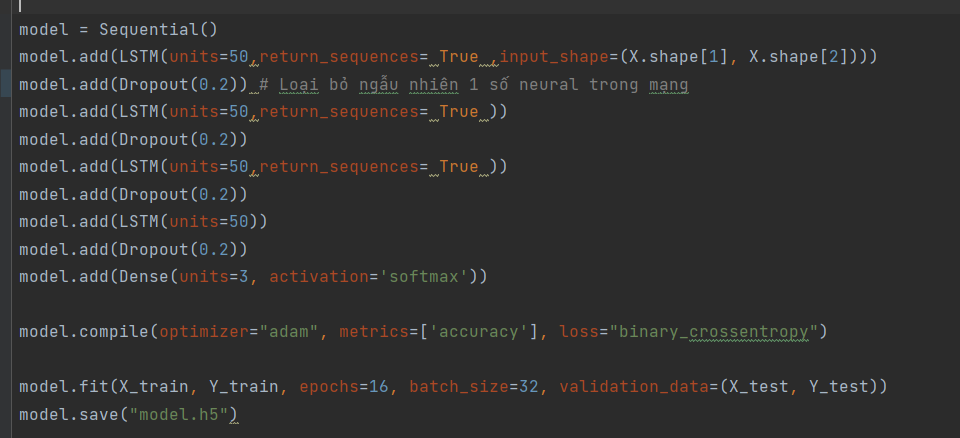 model = Sequential()
model.add(LSTM(units=50,return_sequences= True ,input_shape=(X.shape[1], X.shape[2])))
model.add(Dropout(0.2)) # Loại bỏ ngẫu nhiên 1 số neural trong mạng
model.add(LSTM(units=50,return_sequences= True ))
model.add(Dropout(0.2))
model.add(LSTM(units=50,return_sequences= True ))
model.add(Dropout(0.2))
model.add(LSTM(units=50))
model.add(Dropout(0.2))
model.add(Dense(units=3, activation='softmax'))
model.compile(optimizer="adam", metrics=['accuracy'], loss="binary_crossentropy")
model.fit(X_train, Y_train, epochs=16, batch_size=32, validation_data=(X_test, Y_test))
model.save("model.h5")